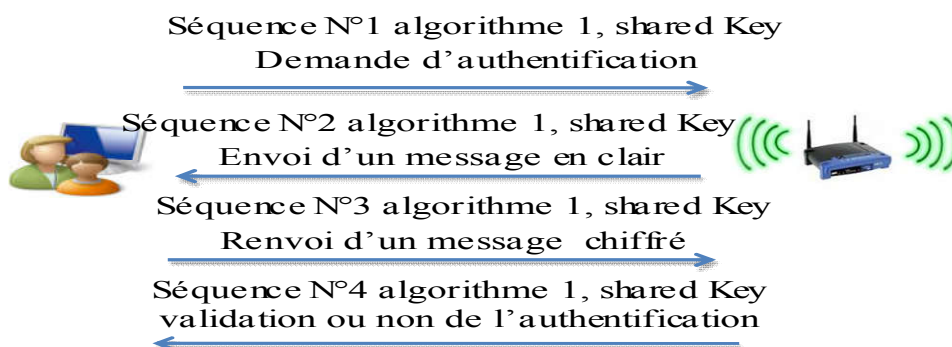 Séquence N°1 algorithme 1, shared Key
Demande d’authentification
Séquence N°2 algorithme 1, shared Key
Envoi d’un message en clair
Séquence N°3 algorithme 1, shared Key
Renvoi d’un message chiffré
Séquence N°4 algorithme 1, shared Key
validation ou non de l’authentification